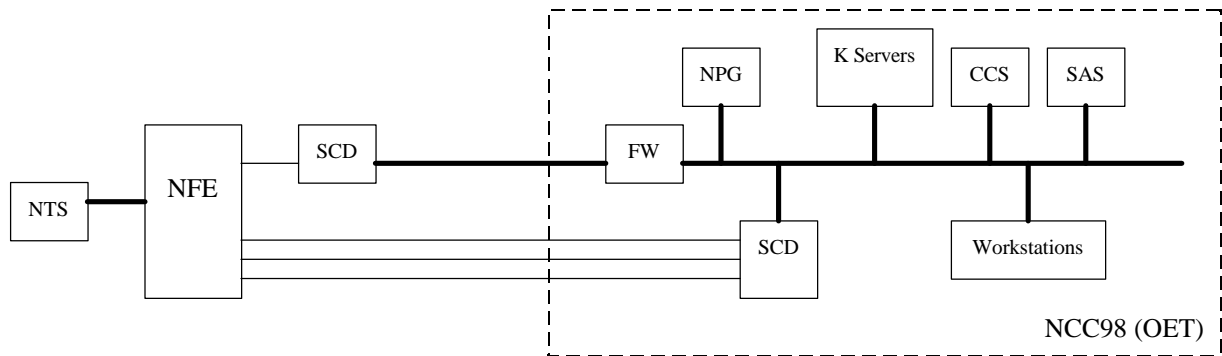 K Servers
NPG
CCS
SAS
SCD
FW
NFE
NTS
SCD
Workstations
NCC98 (OET)